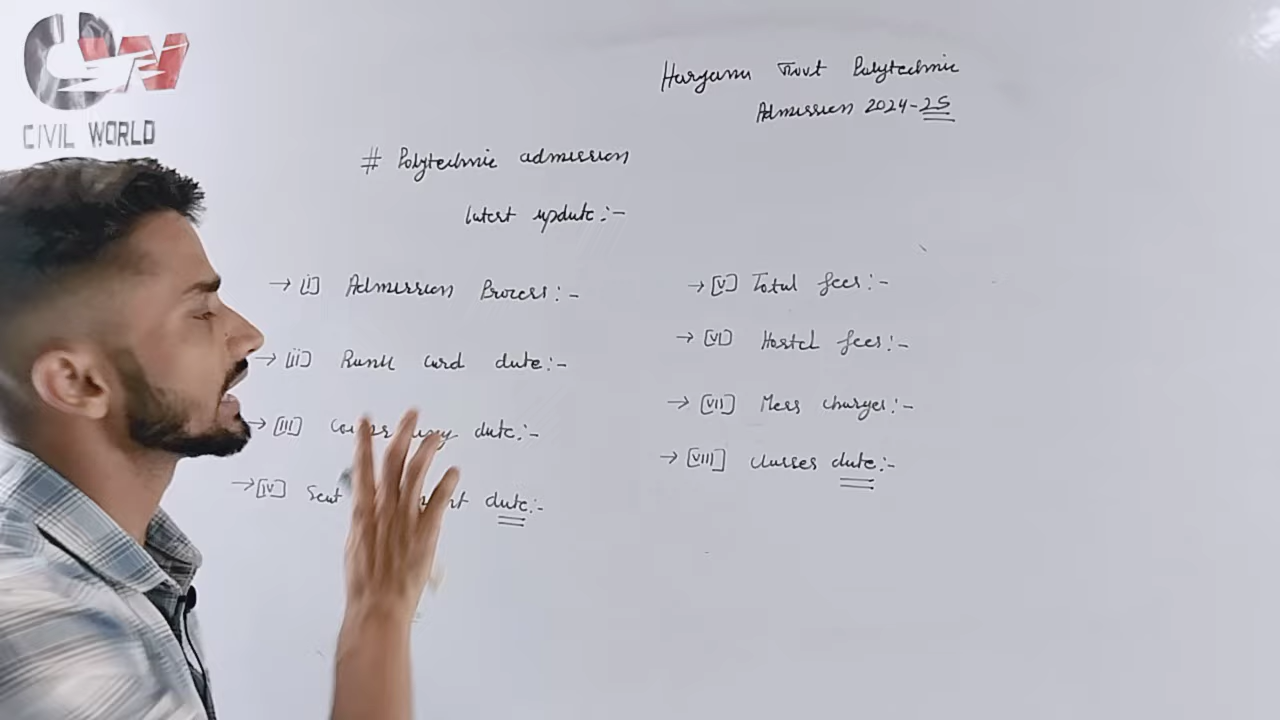 CW
CIVIL WORLD
Haryana Govt Polytechnic
Admission 2024-25
# Polytechnic admission
latest update:-
→ [i] Admission Process:-
→ [ii] Rank card date:-
→ [III] date:-
→ [IV] Seat date:-
→ [V] Total fees:-
→ [VI] Hostel fees:-
→ [VII] Mess charges:-
→ [VIII] classes date:-